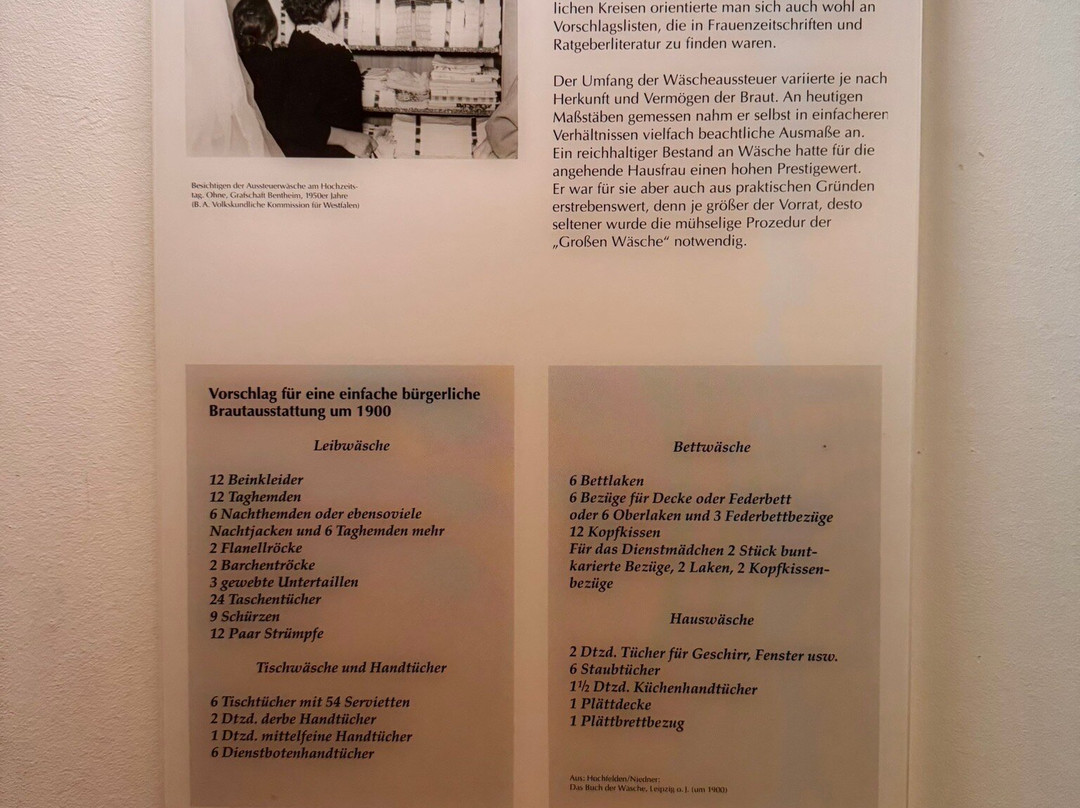 lichen Kreisen orientierte man sich auch wohl an
Vorschlagslisten, die in Frauenzeitschriften und
Ratgeberliteratur zu finden waren.
Der Umfang der Wäscheaussteuer variierte je nach
Herkunft und Vermögen der Braut. An heutigen
Maßstäben gemessen nahm er selbst in einfacheren
Verhältnissen vielfach beachtliche Ausmaße an.
Ein reichhaltiger Bestand an Wäsche hatte für die
angehende Hausfrau einen hohen Prestigewert.
Er war für sie aber auch aus praktischen Gründen
erstrebenswert, denn je größer der Vorrat, desto
seltener wurde die mühselige Prozedur der
„Großen Wäsche“ notwendig.
Besichtigen der Aussteuerwäsche am Hochzeits-
tag, Ohne, Grafschaft Bentheim, 1950er Jahre
(B. A. Volkskundliche Kommission für Westfalen)
Vorschlag für eine einfache bürgerliche
Brautausstattung um 1900
Leibwäsche
12 Beinkleider
12 Taghemden
6 Nachthemden oder ebensoviele
Nachtjacken und 6 Taghemden mehr
2 Flanellröcke
2 Barchentröcke
3 gewebte Untertaillen
24 Taschentücher
9 Schürzen
12 Paar Strümpfe
Tischwäsche und Handtücher
6 Tischtücher mit 54 Servietten
2 Dtzd. derbe Handtücher
1 Dtzd. mittelfeine Handtücher
6 Dienstbotenhandtücher
Bettwäsche
6 Bettlaken
6 Bezüge für Decke oder Federbett
oder 6 Oberlaken und 3 Federbettbezüge
12 Kopfkissen
Für das Dienstmädchen 2 Stück bunt-
karierte Bezüge, 2 Laken, 2 Kopfkissen-
bezüge
Hauswäsche
2 Dtzd. Tücher für Geschirr, Fenster usw.
6 Staubtücher
1½ Dtzd. Küchenhandtücher
1 Plättdecke
1 Plättbrettbezug
Aus: Hochfelden/Niedner:
Das Buch der Wäsche, Leipzig o. J. (um 1900)